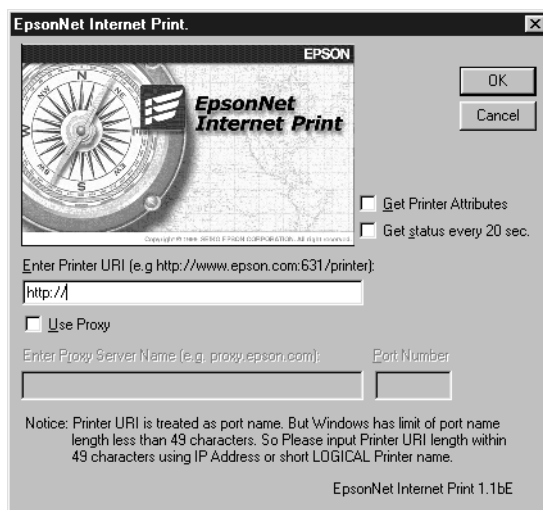 EpsonNet Internet Print.
EPSON
N
NW
NE
W
E
S
EpsonNet
Internet Print
OK
Cancel
Get Printer Attributes
Get status every 20 sec.
Enter Printer URI (e.g http://www.epson.com:631/printer):
http://
Use Proxy
Enter Proxy Server Name (e.g. proxy.epson.com):
Port Number
Notice: Printer URI is treated as port name. But Windows has limit of port name
length less than 49 characters. So Please input Printer URI length within
49 characters using IP Address or short LOGICAL Printer name.
EpsonNet Internet Print 1.1bE